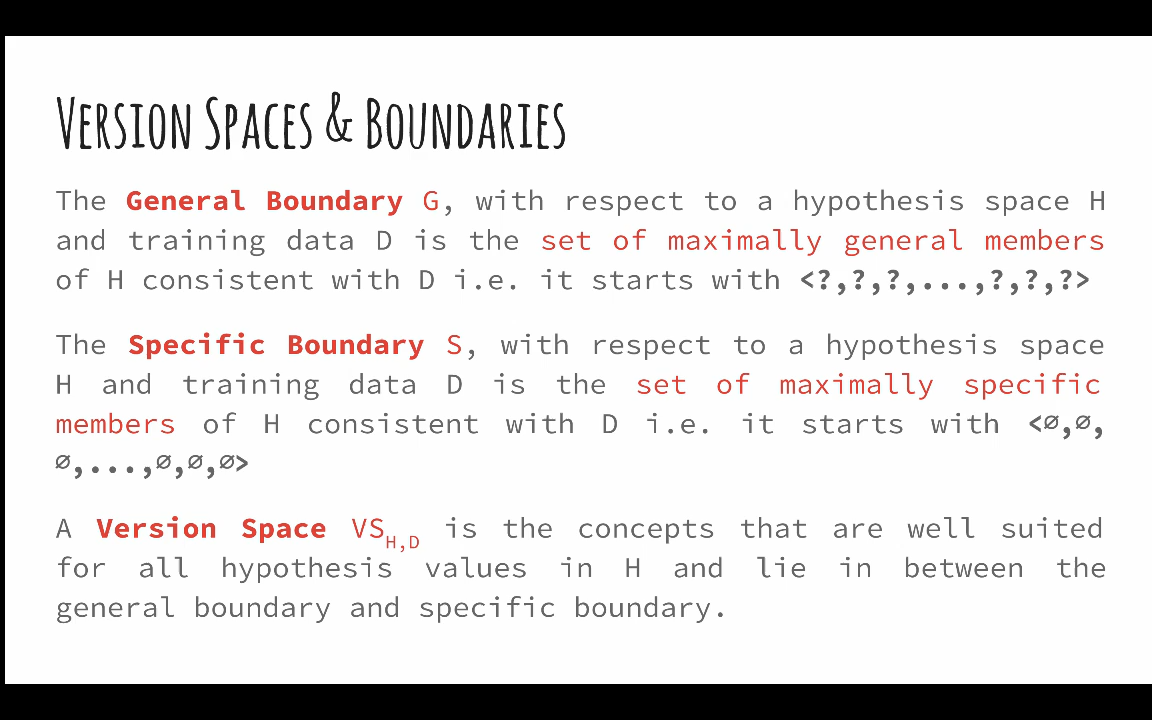 VERSION SPACES & BOUNDARIES
The General Boundary G, with respect to a hypothesis space H
and training data D is the set of maximally general members
of H consistent with D i.e. it starts with <?,?,?,...,?,?,?>
The Specific Boundary S, with respect to a hypothesis space
H and training data D is the set of maximally specific
members of H consistent with D i.e. it starts with <∅,∅,
∅,...,∅,∅,∅>
A Version Space VS_H,D is the concepts that are well suited
for all hypothesis values in H and lie in between the
general boundary and specific boundary.